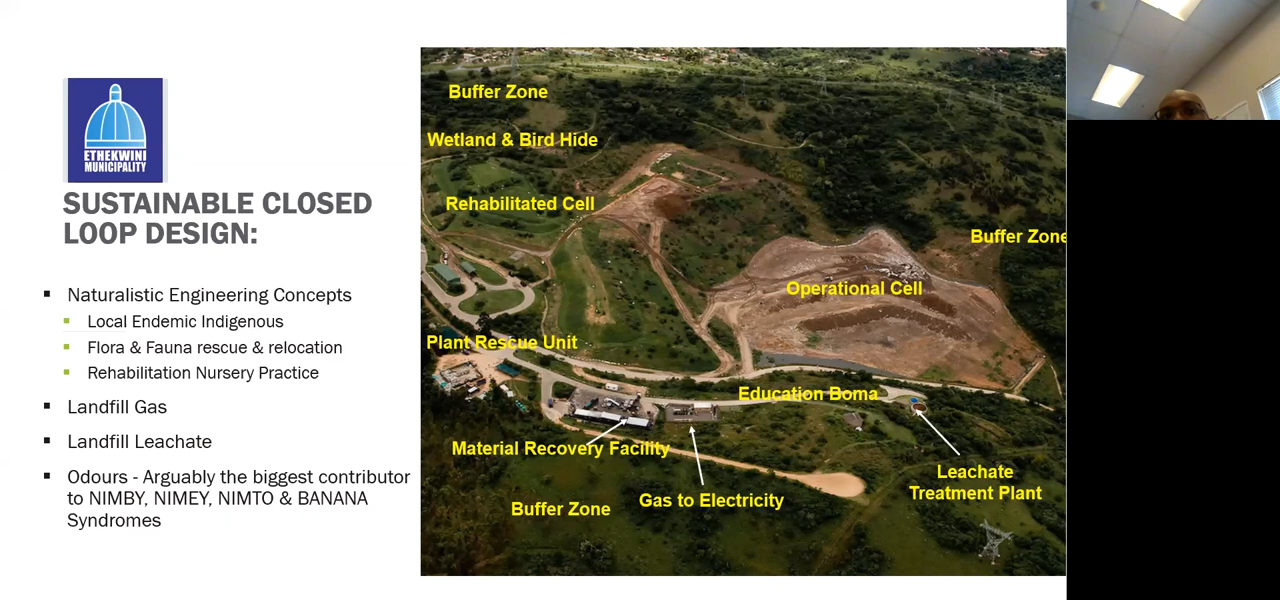 ETHEKWINI
MUNICIPALITY
SUSTAINABLE CLOSED
LOOP DESIGN:
▪ Naturalistic Engineering Concepts
▪ Local Endemic Indigenous
▪ Flora & Fauna rescue & relocation
▪ Rehabilitation Nursery Practice
▪ Landfill Gas
▪ Landfill Leachate
▪ Odours - Arguably the biggest contributor
to NIMBY, NIMEY, NIMTO & BANANA
Syndromes
Buffer Zone
Wetland & Bird Hide
Rehabilitated Cell
Buffer Zone
Operational Cell
Plant Rescue Unit
Education Boma
Material Recovery Facility
Leachate
Treatment Plant
Gas to Electricity
Buffer Zone